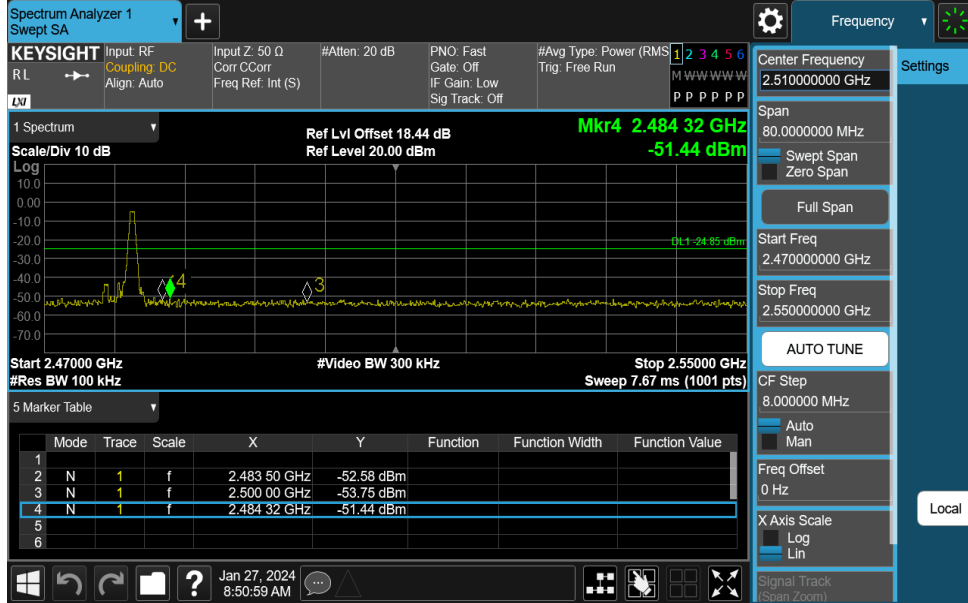 Spectrum Analyzer 1
Swept SA
Frequency
KEYSIGHT
R L
LXI
Input: RF
Coupling: DC
Align: Auto
Input Z: 50 Ω
Corr CCorr
Freq Ref: Int (S)
#Atten: 20 dB
PNO: Fast
Gate: Off
IF Gain: Low
Sig Track: Off
#Avg Type: Power (RMS
Trig: Free Run
1 2 3 4 5 6
M W W W W W
P P P P P P
Center Frequency
2.510000000 GHz
Settings
Span
80.0000000 MHz
Swept Span
Zero Span
Full Span
Start Freq
2.470000000 GHz
Stop Freq
2.550000000 GHz
AUTO TUNE
CF Step
8.000000 MHz
Auto
Man
Freq Offset
0 Hz
X Axis Scale
Log
Lin
Signal Track
(Span Zoom)
Local
1 Spectrum
Scale/Div 10 dB
Ref Lvl Offset 18.44 dB
Ref Level 20.00 dBm
Mkr4 2.484 32 GHz
-51.44 dBm
Log
10.0
0.00
-10.0
-20.0
-30.0
-40.0
-50.0
-60.0
-70.0
DL1 -24.85 dBm
4
3
Start 2.47000 GHz
#Video BW 300 kHz
Stop 2.55000 GHz
#Res BW 100 kHz
Sweep 7.67 ms (1001 pts)
5 Marker Table
Mode Trace Scale X Y Function Function Width Function Value
1
2 N 1 f 2.483 50 GHz -52.58 dBm
3 N 1 f 2.500 00 GHz -53.75 dBm
4 N 1 f 2.484 32 GHz -51.44 dBm
5
6
Jan 27, 2024
8:50:59 AM